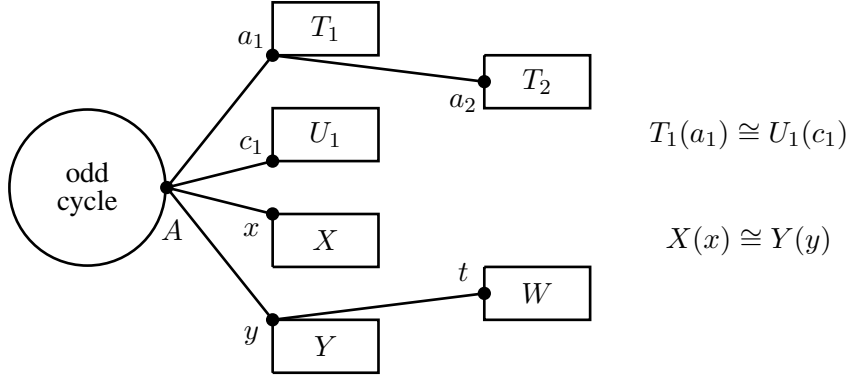 a₁ T₁
a₂ T₂
c₁ U₁
T₁(a₁) ≅ U₁(c₁)
odd
cycle
A
x X
X(x) ≅ Y(y)
t W
y Y